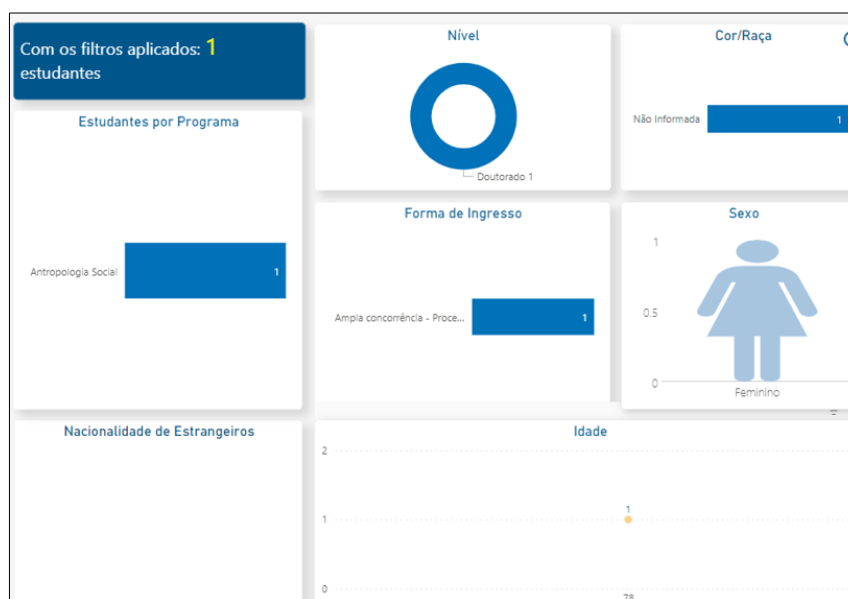 Com os filtros aplicados: 1
estudantes
Nível
Doutorado 1
Cor/Raça
Não Informada
1
Estudantes por Programa
Antropologia Social
1
Forma de Ingresso
Ampla concorrência - Proce...
1
Sexo
1
0.5
0
Feminino
Nacionalidade de Estrangeiros
Idade
2
1
0
1
78